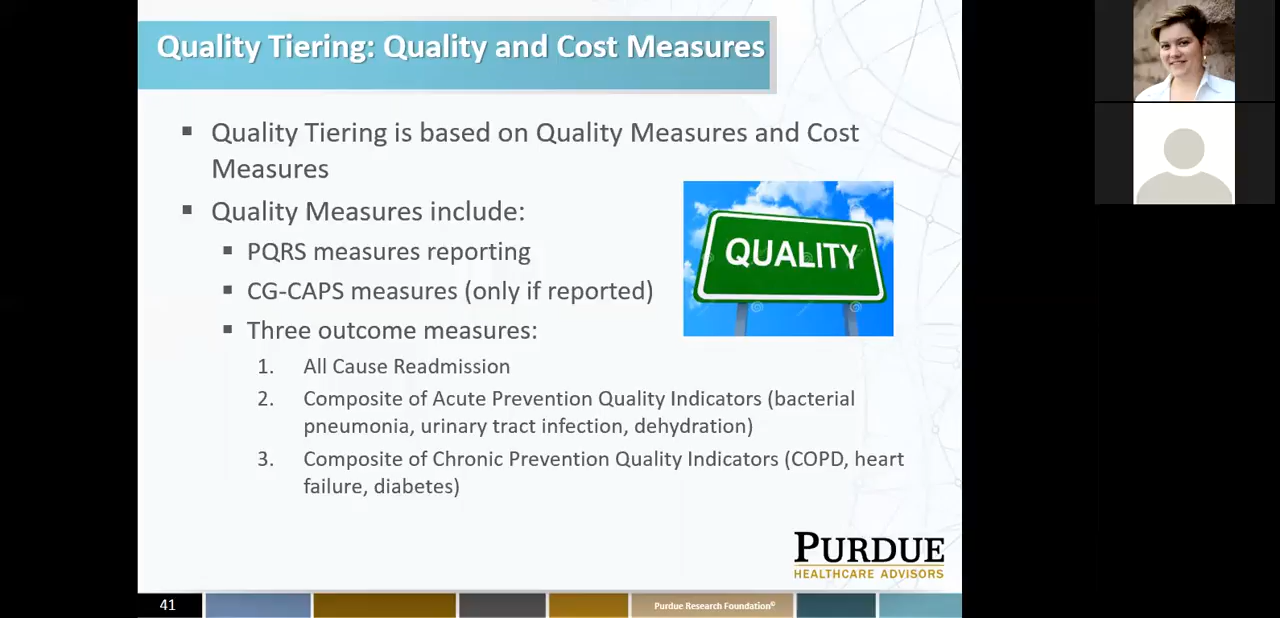 Quality Tiering: Quality and Cost Measures
▪ Quality Tiering is based on Quality Measures and Cost
Measures
▪ Quality Measures include:
▪ PQRS measures reporting
▪ CG-CAPS measures (only if reported)
▪ Three outcome measures:
1. All Cause Readmission
2. Composite of Acute Prevention Quality Indicators (bacterial
pneumonia, urinary tract infection, dehydration)
3. Composite of Chronic Prevention Quality Indicators (COPD, heart
failure, diabetes)
QUALITY
PURDUE
HEALTHCARE ADVISORS
41
Purdue Research Foundation©